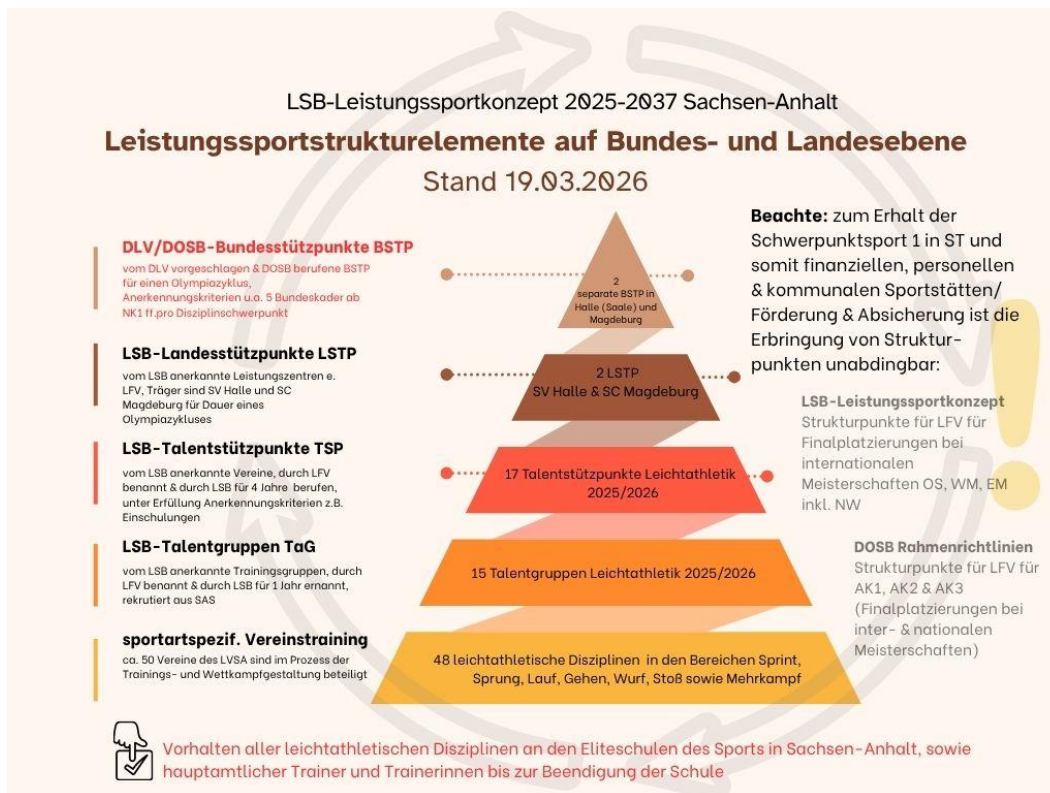 LSB-Leistungssportkonzept 2025-2037 Sachsen-Anhalt
Leistungssportstrukturelemente auf Bundes- und Landesebene
Stand 19.03.2026
DLV/DOSB-Bundesstützpunkte BSTP
vom DLV vorgeschlagen & DOSB berufene BSTP
für einen Olympiazyklus,
Anerkennungskriterien u.a. 5 Bundeskader ab
NK1 ff.pro Disziplinschwerpunkt
2
separate BSTP in
Halle (Saale) und
Magdeburg
LSB-Landesstützpunkte LSTP
vom LSB anerkannte Leistungszentren e.
LFV, Träger sind SV Halle und SC
Magdeburg für Dauer eines
Olympiazykluses
2 LSTP
SV Halle & SC Magdeburg
LSB-Talentstützpunkte TSP
vom LSB anerkannte Vereine, durch LFV
benannt & durch LSB für 4 Jahre berufen,
unter Erfüllung Anerkennungskriterien z.B.
Einschulungen
17 Talentstützpunkte Leichtathletik
2025/2026
LSB-Talentgruppen TaG
vom LSB anerkannte Trainingsgruppen, durch
LFV benannt & durch LSB für 1 Jahr ernannt,
rekrutiert aus SAS
15 Talentgruppen Leichtathletik 2025/2026
sportartspezif. Vereinstraining
ca. 50 Vereine des LVSA sind im Prozess der
Trainings- und Wettkampfgestaltung beteiligt
48 leichtathletische Disziplinen in den Bereichen Sprint,
Sprung, Lauf, Gehen, Wurf, Stoß sowie Mehrkampf
Beachte: zum Erhalt der
Schwerpunktsport 1 in ST und
somit finanziellen, personellen
& kommunalen Sportstätten/
Förderung & Absicherung ist die
Erbringung von Struktur-
punkten unabdingbar:
LSB-Leistungssportkonzept
Strukturpunkte für LFV für
Finalplatzierungen bei
internationalen
Meisterschaften OS, WM, EM
inkl. NW
DOSB Rahmenrichtlinien
Strukturpunkte für LFV für
AK1, AK2 & AK3
(Finalplatzierungen bei
inter- & nationalen
Meisterschaften)
Vorhalten aller leichtathletischen Disziplinen an den Eliteschulen des Sports in Sachsen-Anhalt, sowie
hauptamtlicher Trainer und Trainerinnen bis zur Beendigung der Schule